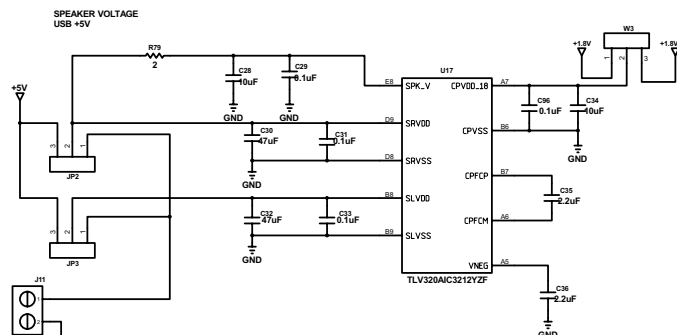 SPEAKER VOLTAGE
USB +5V
R79
2
W3
+1.8V
+1.8V
1
2
3
C28
10uF
C29
0.1uF
GND
GND
U17
+5V
E8
SPK_V
CPVDD_18
A7
C96
0.1uF
C34
10uF
D9
SRVDD
CPVSS
B6
GND
C30
47uF
C31
0.1uF
D8
SRVSS
GND
3
2
1
JP2
CPFCP
B7
C35
2.2uF
B8
SLVDD
CPFCM
A6
C32
47uF
C33
0.1uF
B9
SLVSS
GND
3
2
1
JP3
VNEG
A5
TLV320AIC3212YZF
C36
2.2uF
J11
1
2
GND